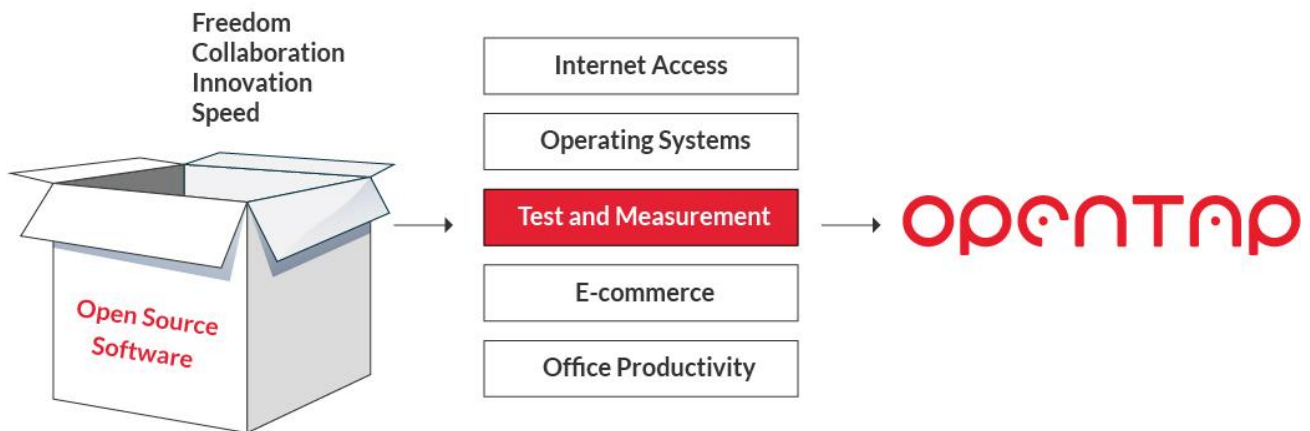 Freedom
Collaboration
Innovation
Speed
Open Source
Software
Internet Access
Operating Systems
Test and Measurement
E-commerce
Office Productivity
OPENTAP